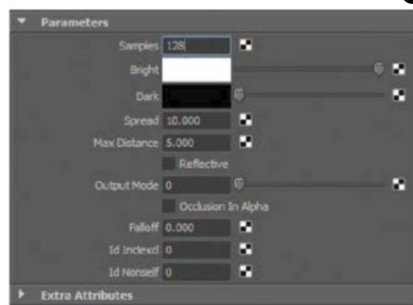 Parameters
Samples 128
Bright
Dark
Spread 10.000
Max Distance 5.000
Reflective
Output Mode 0
Occlusion In Alpha
Falloff 0.000
Id Inclexcl 0
Id Nonself 0
Extra Attributes